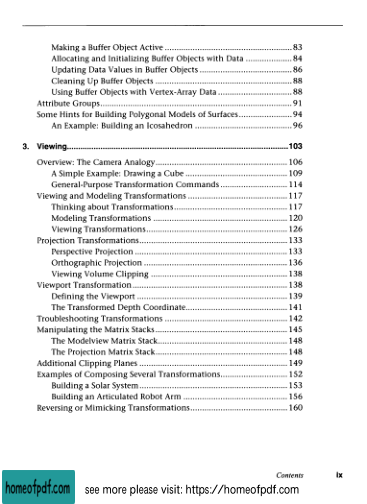 Making a Buffer Object Active ........ 83
Allocating and Initializing Buffer Objects with Data ........ 84
Updating Data Values in Buffer Objects ........ 86
Cleaning Up Buffer Objects ........ 88
Using Buffer Objects with Vertex-Array Data ........ 88
Attribute Groups ........ 91
Some Hints for Building Polygonal Models of Surfaces ........ 94
An Example: Building an Icosahedron ........ 96
3. Viewing ........ 103
Overview: The Camera Analogy ........ 106
A Simple Example: Drawing a Cube ........ 109
General-Purpose Transformation Commands ........ 114
Viewing and Modeling Transformations ........ 117
Thinking about Transformations ........ 117
Modeling Transformations ........ 120
Viewing Transformations ........ 126
Projection Transformations ........ 133
Perspective Projection ........ 133
Orthographic Projection ........ 136
Viewing Volume Clipping ........ 138
Viewport Transformation ........ 138
Defining the Viewport ........ 139
The Transformed Depth Coordinate ........ 141
Troubleshooting Transformations ........ 142
Manipulating the Matrix Stacks ........ 145
The Modelview Matrix Stack ........ 148
The Projection Matrix Stack ........ 148
Additional Clipping Planes ........ 149
Examples of Composing Several Transformations ........ 152
Building a Solar System ........ 153
Building an Articulated Robot Arm ........ 156
Reversing or Mimicking Transformations ........ 160
Contents ix
homeofpdf.com see more please visit: https://homeofpdf.com